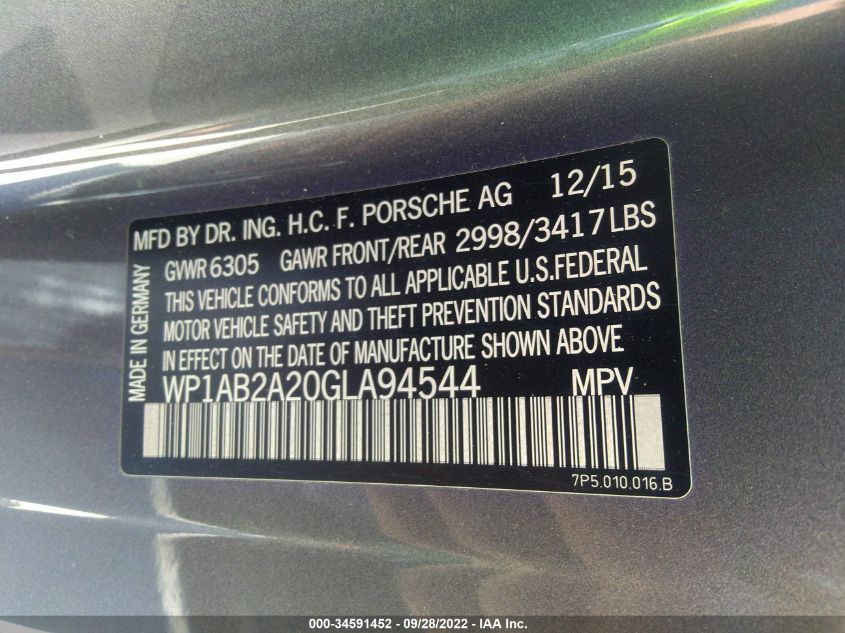 MFD BY DR. ING. H.C. F. PORSCHE AG 12/15
GVWR 6305 GAWR FRONT/REAR 2998/3417 LBS
THIS VEHICLE CONFORMS TO ALL APPLICABLE U.S.FEDERAL
MOTOR VEHICLE SAFETY AND THEFT PREVENTION STANDARDS
IN EFFECT ON THE DATE OF MANUFACTURE SHOWN ABOVE
WP1AB2A20GLA94544 MPV
MADE IN GERMANY
7P5.010.016.B
000-34591452 - 09/28/2022 - IAA Inc.